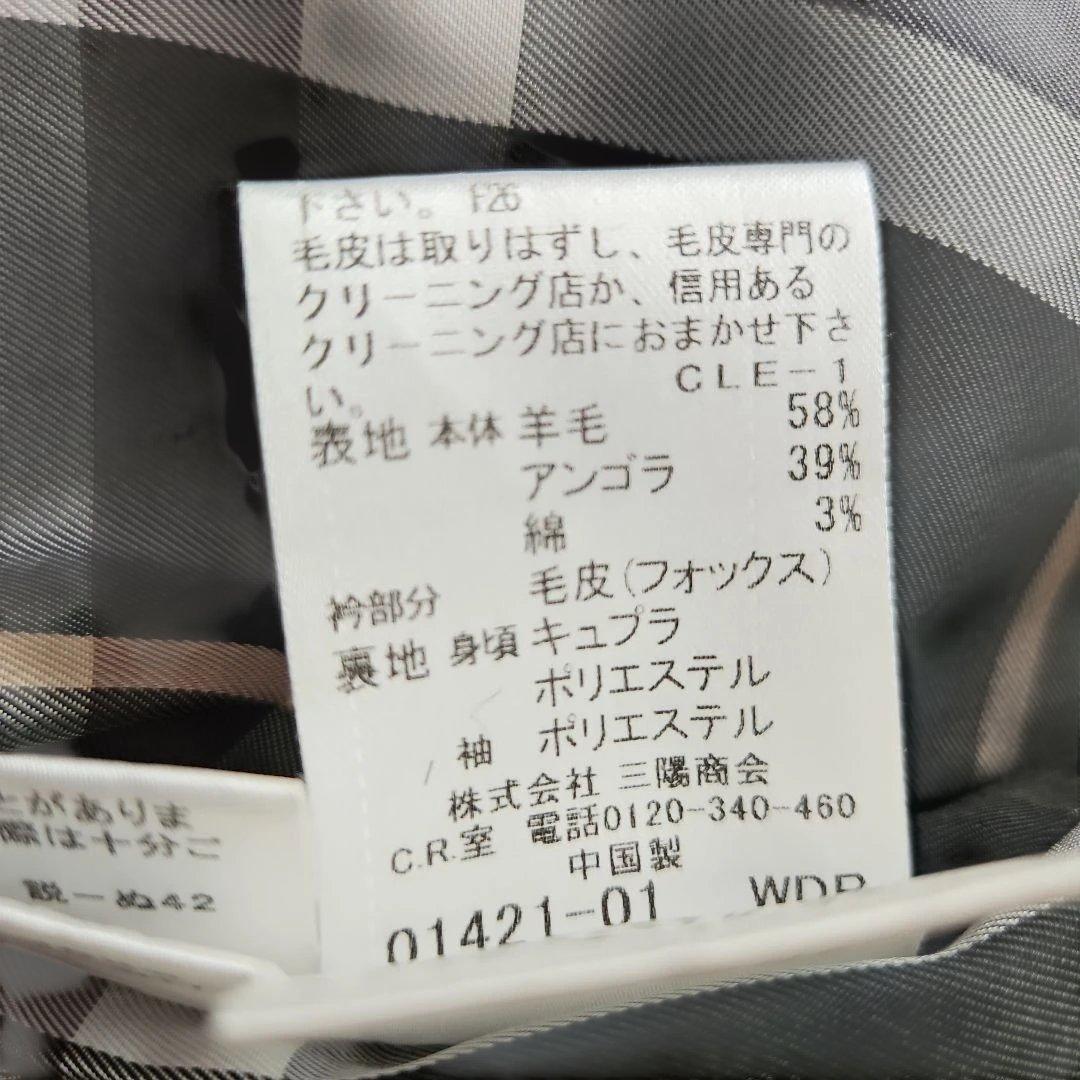 下さい。 F26
毛皮は取りはずし、毛皮専門の
クリーニング店か、信用ある
クリーニング店におまかせ下さ
い。 CLE-1
表地 本体 羊毛 58%
アンゴラ 39%
綿 3%
衿部分 毛皮(フォックス)
裏地 身頃 キュプラ
ポリエステル
袖 ポリエステル
株式会社 三陽商会
C.R.室 電話0120-340-460
中国製
01421-01 WDR
とがありま
際は十分ご
説-ぬ42